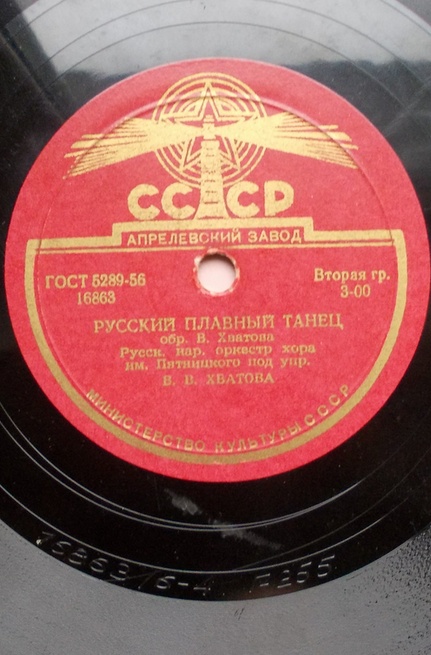 СССР
АПРЕЛЕВСКИЙ ЗАВОД
ГОСТ 5289-56
16863
Вторая гр.
3-00
РУССКИЙ ПЛАВНЫЙ ТАНЕЦ
обр. В. Хватова
Русск. нар. оркестр хора
им. Пятницкого под упр.
В. В. ХВАТОВА
МИНИСТЕРСТВО КУЛЬТУРЫ СССР
16863